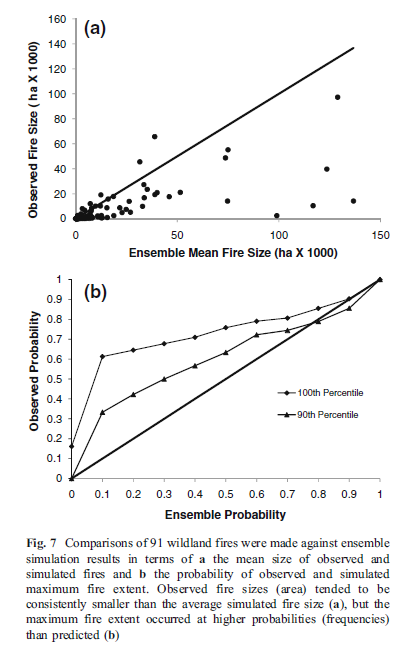 (a)
160
140
120
100
80
60
40
20
0
0 50 100 150
Observed Fire Size ( ha X 1000)
Ensemble Mean Fire Size (ha X 1000)
(b)
1
0.9
0.8
0.7
0.6
0.5
0.4
0.3
0.2
0.1
0
0 0.1 0.2 0.3 0.4 0.5 0.6 0.7 0.8 0.9 1
Observed Probability
100th Percentile
90th Percentile
Ensemble Probability
Fig. 7 Comparisons of 91 wildland fires were made against ensemble
simulation results in terms of a the mean size of observed and
simulated fires and b the probability of observed and simulated
maximum fire extent. Observed fire sizes (area) tended to be
consistently smaller than the average simulated fire size (a), but the
maximum fire extent occurred at higher probabilities (frequencies)
than predicted (b)